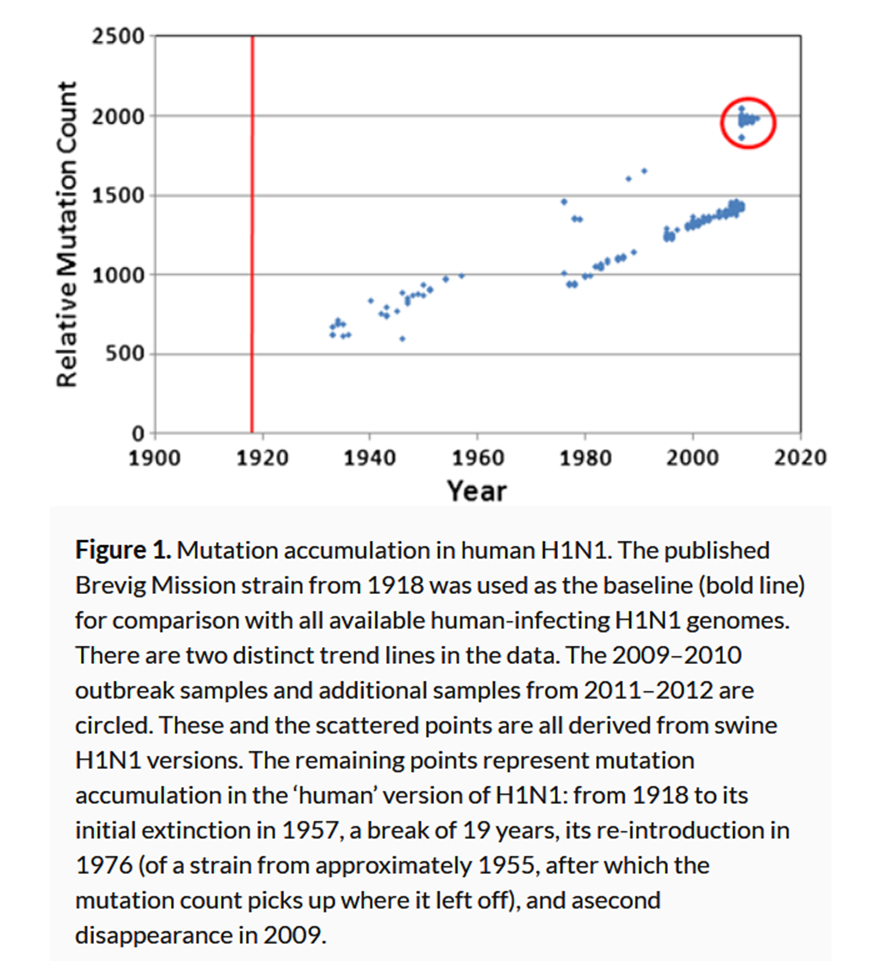 2500
2000
1500
1000
500
0
Relative Mutation Count
1900 1920 1940 1960 1980 2000 2020
Year
Figure 1. Mutation accumulation in human H1N1. The published
Brevig Mission strain from 1918 was used as the baseline (bold line)
for comparison with all available human-infecting H1N1 genomes.
There are two distinct trend lines in the data. The 2009–2010
outbreak samples and additional samples from 2011–2012 are
circled. These and the scattered points are all derived from swine
H1N1 versions. The remaining points represent mutation
accumulation in the ‘human’ version of H1N1: from 1918 to its
initial extinction in 1957, a break of 19 years, its re-introduction in
1976 (of a strain from approximately 1955, after which the
mutation count picks up where it left off), and asecond
disappearance in 2009.